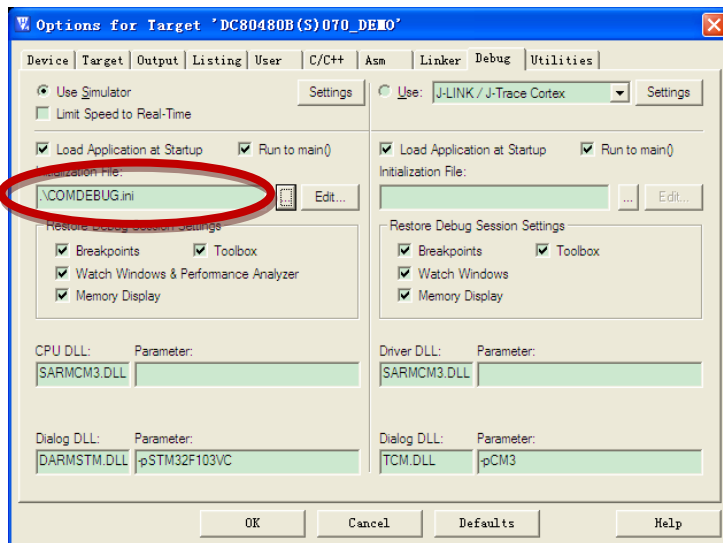 Options for Target 'DC80480B(S)070_DEMO'
Device Target Output Listing User C/C++ Asm Linker Debug Utilities
Use Simulator Settings
Limit Speed to Real-Time
Use: J-LINK / J-Trace Cortex Settings
Load Application at Startup Run to main()
Initialization File:
.\COMDEBUG.ini ... Edit...
Restore Debug Session Settings
Breakpoints Toolbox
Watch Windows & Performance Analyzer
Memory Display
Load Application at Startup Run to main()
Initialization File:
... Edit...
Restore Debug Session Settings
Breakpoints Toolbox
Watch Windows
Memory Display
CPU DLL: Parameter:
SARMCM3.DLL
Driver DLL: Parameter:
SARMCM3.DLL
Dialog DLL: Parameter:
DARMSTM.DLL -pSTM32F103VC
Dialog DLL: Parameter:
TCM.DLL -pCM3
OK Cancel Defaults Help